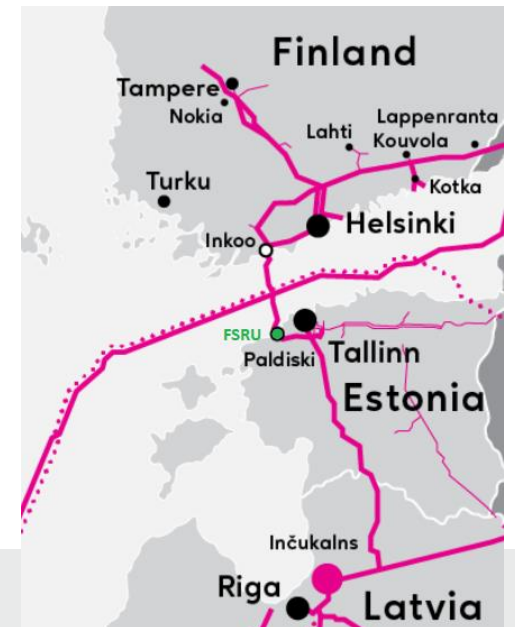 Finland
Tampere
Nokia
Lahti
Lappenranta
Kouvola
Turku
Kotka
Helsinki
Inkoo
FSRU
Paldiski
Tallinn
Estonia
Inčukalns
Riga
Latvia